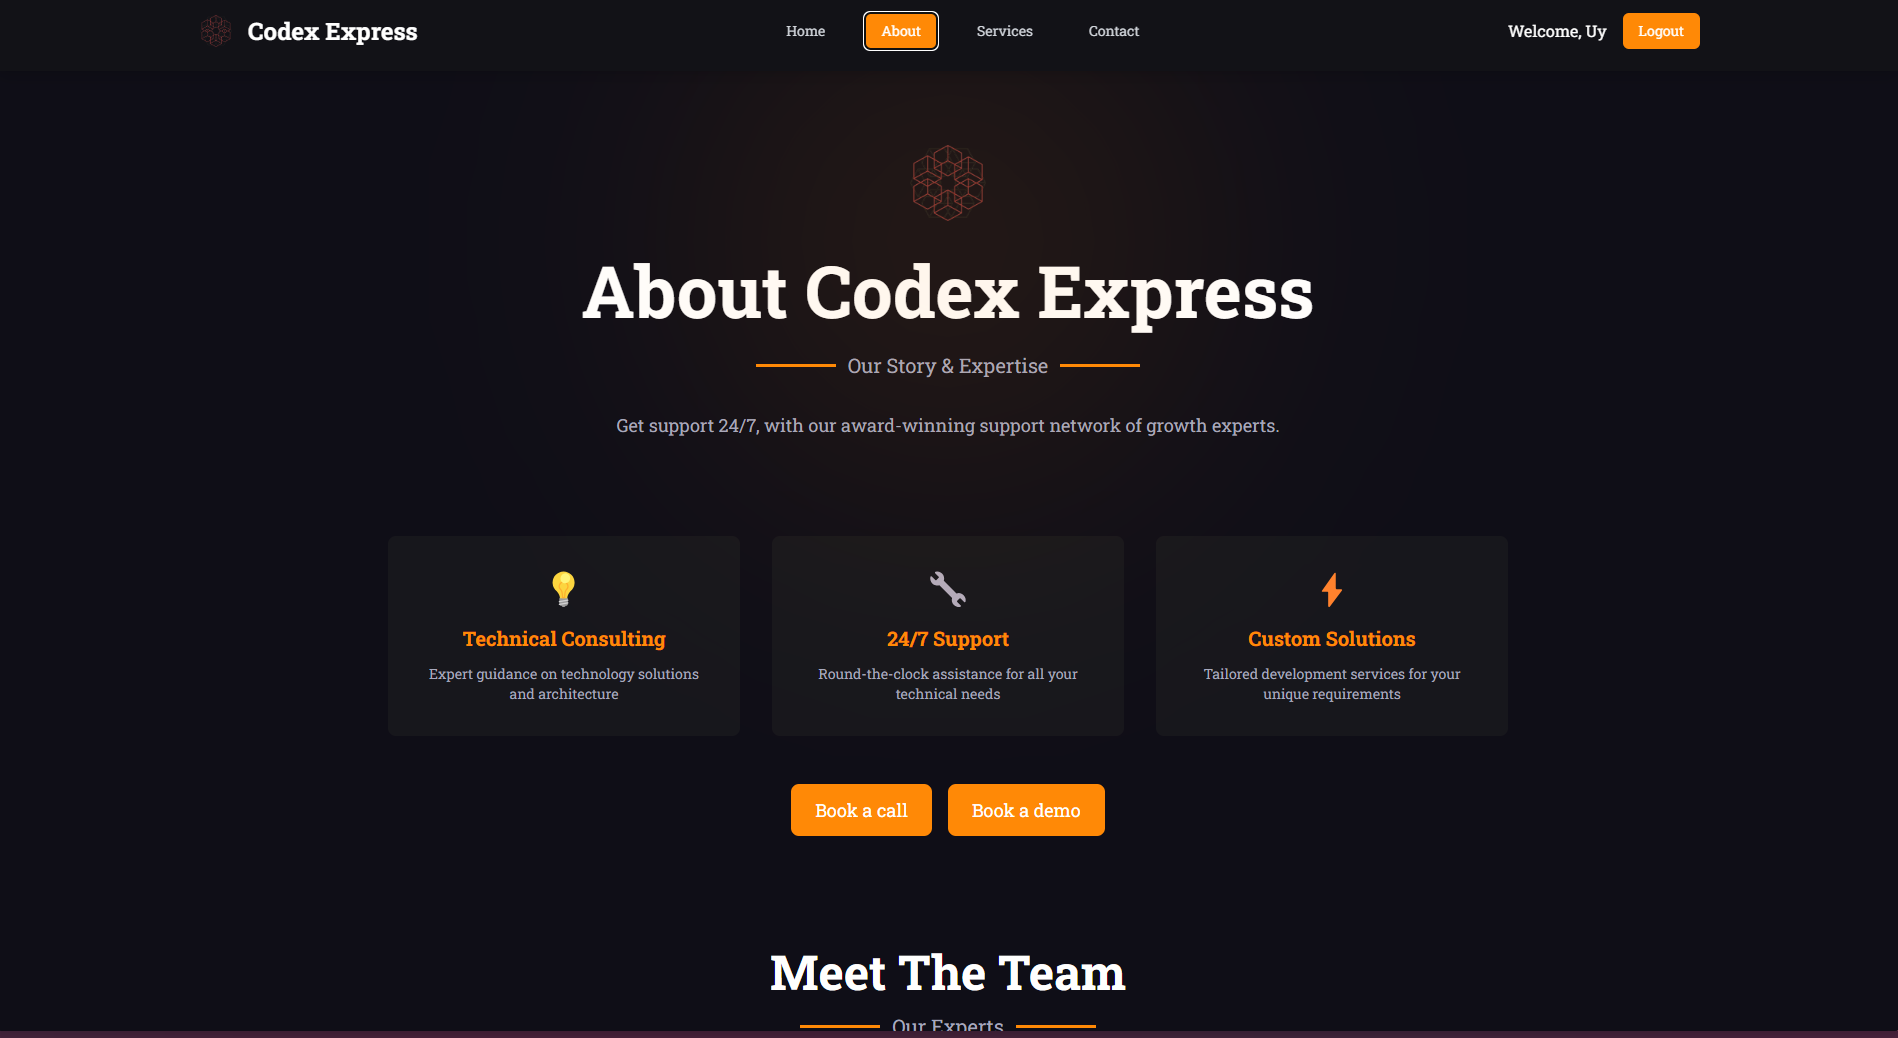 Codex Express
Home
About
Services
Contact
Welcome, Uy
Logout
About Codex Express
Our Story & Expertise
Get support 24/7, with our award-winning support network of growth experts.
Technical Consulting
Expert guidance on technology solutions
and architecture
24/7 Support
Round-the-clock assistance for all your
technical needs
Custom Solutions
Tailored development services for your
unique requirements
Book a call
Book a demo
Meet The Team
Our Experts